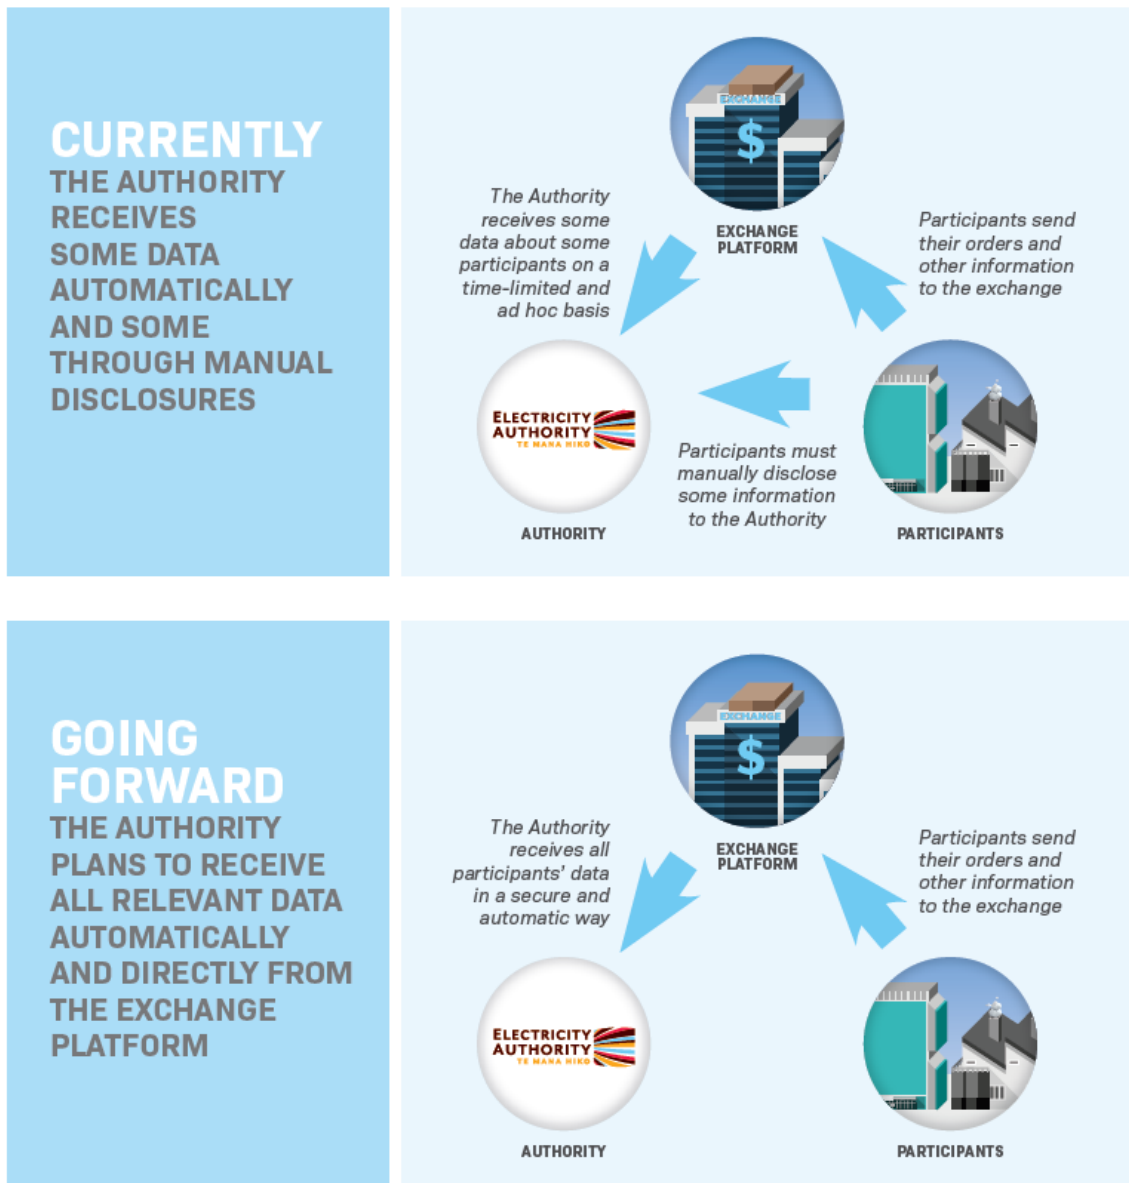 CURRENTLY
THE AUTHORITY
RECEIVES
SOME DATA
AUTOMATICALLY
AND SOME
THROUGH MANUAL
DISCLOSURES
EXCHANGE
$
EXCHANGE
PLATFORM
The Authority
receives some
data about some
participants on a
time-limited and
ad hoc basis
Participants send
their orders and
other information
to the exchange
ELECTRICITY
AUTHORITY
TE MANA HIKO
AUTHORITY
Participants must
manually disclose
some information
to the Authority
PARTICIPANTS
GOING
FORWARD
THE AUTHORITY
PLANS TO RECEIVE
ALL RELEVANT DATA
AUTOMATICALLY
AND DIRECTLY FROM
THE EXCHANGE
PLATFORM
EXCHANGE
$
EXCHANGE
PLATFORM
The Authority
receives all
participants’ data
in a secure and
automatic way
Participants send
their orders and
other information
to the exchange
ELECTRICITY
AUTHORITY
TE MANA HIKO
AUTHORITY
PARTICIPANTS